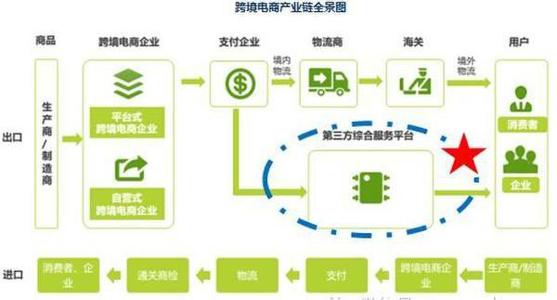 跨境电商产业链全景图
商品
跨境电商企业
支付企业
物流商
海关
用户
出口
生产商/制造商
平台式
跨境电商企业
自营式
跨境电商企业
境内
物流
境外
物流
第三方综合服务平台
消费者
企业
进口
消费者、企
业
通关商检
物流
支付
跨境电商企
业
生产商/制造
商